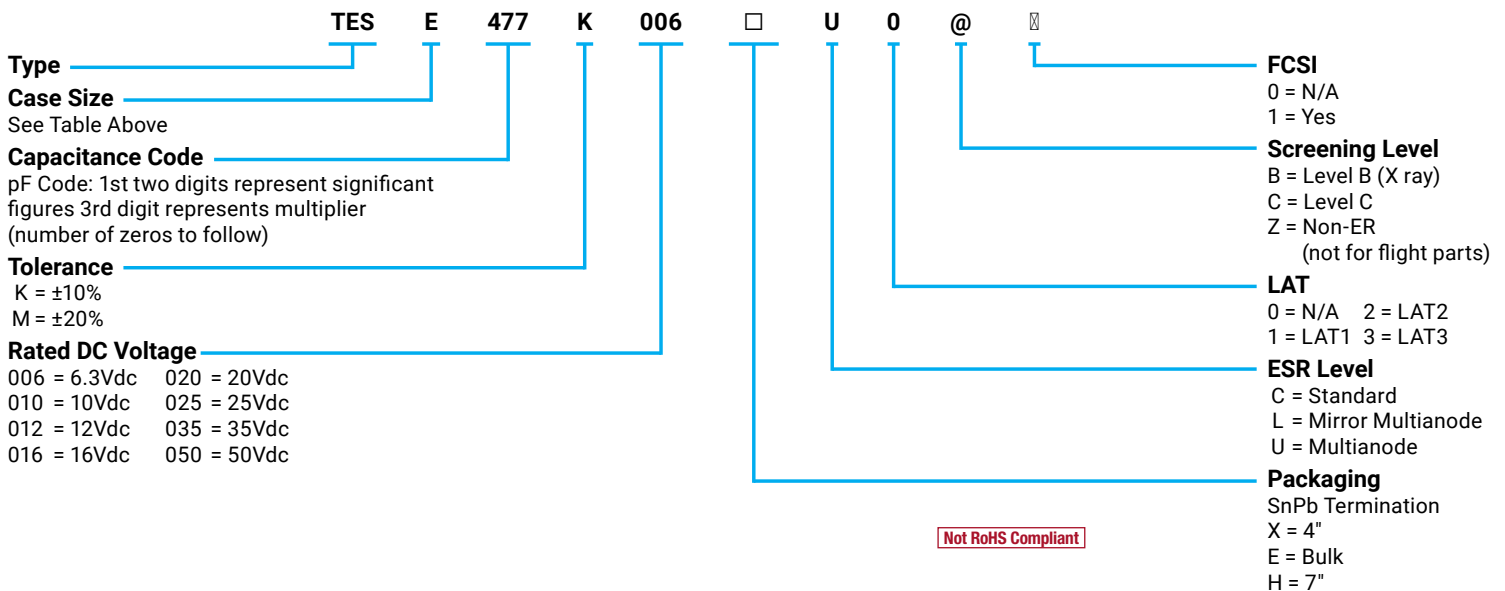 TES E 477 K 006 □ U 0 @
Type
Case Size
See Table Above
Capacitance Code
pF Code: 1st two digits represent significant
figures 3rd digit represents multiplier
(number of zeros to follow)
Tolerance
K = ±10%
M = ±20%
Rated DC Voltage
006 = 6.3Vdc 020 = 20Vdc
010 = 10Vdc 025 = 25Vdc
012 = 12Vdc 035 = 35Vdc
016 = 16Vdc 050 = 50Vdc
FCSI
0 = N/A
1 = Yes
Screening Level
B = Level B (X ray)
C = Level C
Z = Non-ER
(not for flight parts)
LAT
0 = N/A 2 = LAT2
1 = LAT1 3 = LAT3
ESR Level
C = Standard
L = Mirror Multianode
U = Multianode
Packaging
SnPb Termination
X = 4"
E = Bulk
H = 7"
Not RoHS Compliant